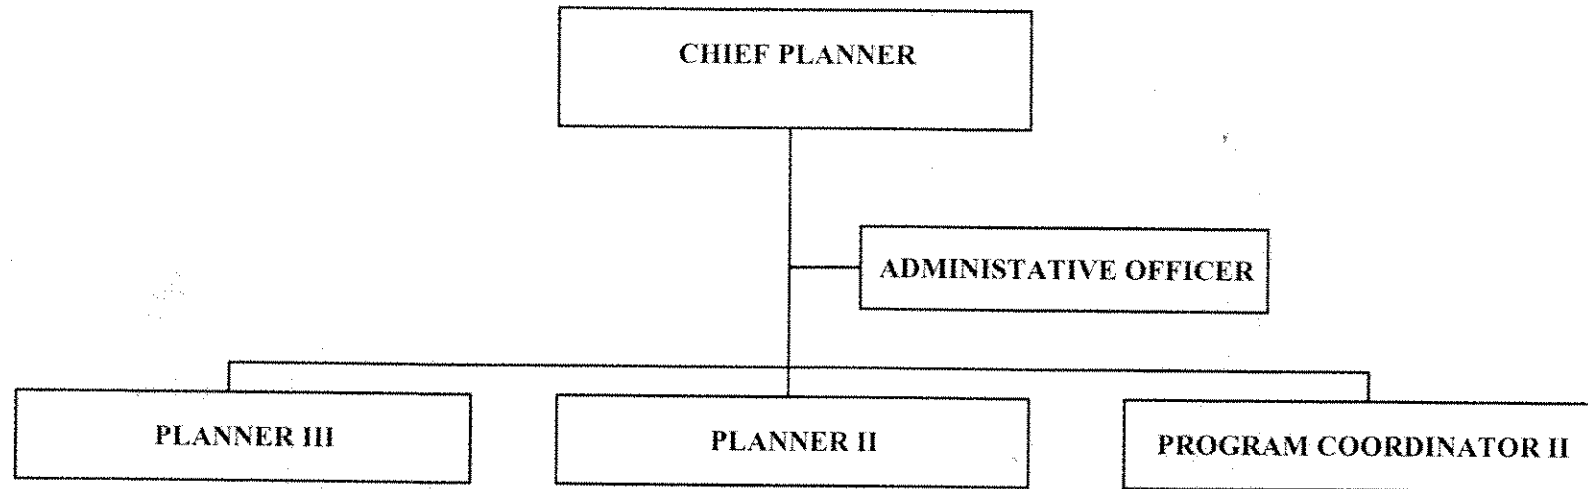 CHIEF PLANNER
ADMINISTATIVE OFFICER
PLANNER III
PLANNER II
PROGRAM COORDINATOR II